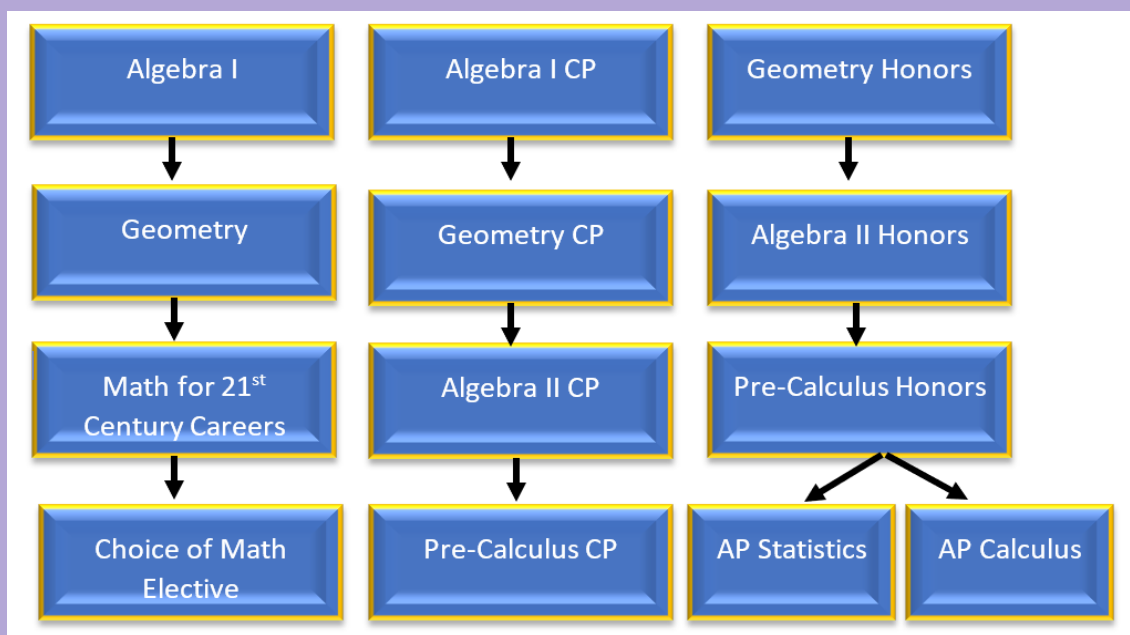 Algebra I
Algebra I CP
Geometry Honors
Geometry
Geometry CP
Algebra II Honors
Math for 21st
Century Careers
Algebra II CP
Pre-Calculus Honors
Choice of Math
Elective
Pre-Calculus CP
AP Statistics
AP Calculus